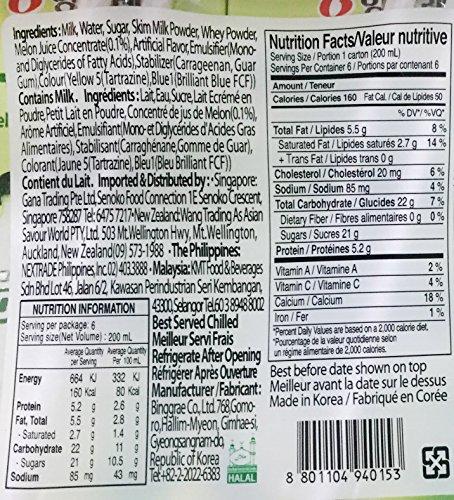 Ingredients: Milk, Water, Sugar, Skim Milk Powder, Whey Powder,
Melon Juice Concentrate(0.1%), Artificial Flavor, Emulsifier(Mono-
and Diglycerides of Fatty Acids), Stabilizer(Carrageenan, Guar
Gum), Colour(Yellow 5(Tartrazine), Blue1(Brilliant Blue FCF))
Contains Milk. Ingrédients: Lait, Eau, Sucre, Lait Ecrémé en
Poudre, Petit Lait en Poudre, Concentré de jus de Melon(0.1%),
Arôme Artificiel, Emulsifiant(Mono-et Diglycérides d'Acides Gras
Alimentaires), Stabilisant(Carraghénane, Gomme de Guar),
Colorant(Jaune 5(Tartrazine), Bleu1(Bleu Brilliant FCF))
Contient du Lait. Imported & Distributed by: •Singapore:
Gana Trading Pte Ltd, Senoko Food Connection 1E Senoko Crescent,
Singapore 758287 Tel: 6475 7217 •New Zealand: Wang Trading As Asian
Savour World PTY. LTD. 503 Mt. Wellington Hwy, Mt. Wellington,
Auckland, New Zealand(09) 573-1988 •The Philippines:
NEXTRADE Philippines, Inc. 02) 403.3888 •Malaysia: KMT Food & Beverages
Sdn Bhd Lot 46, Jalan 6/2, Kawasan Perindustrian Seri Kembangan,
43300, Selangor Tel.60 3 8948 8002
Best Served Chilled
Meilleur Servi Frais
Refrigerate After Opening
Refrigérer Après Ouverture
Manufacturer / Fabricant:
Binggrae Co., Ltd. 768, Gomo-
ro, Hallim-Myeon, Gimhae-si,
Gyeongsangnam-do,
Republic of Korea
Tel:+82-2-2022-6383
HALAL
NUTRITION INFORMATION
Serving per package: 6
Serving size(Net Volume) : 200 mL
Average Quantity per Serving Average Quantity Per 100 mL
Energy 664 KJ 332 KJ
160 Kcal 80 Kcal
Protein 5.2 g 2.6 g
Fat, Total 5.5 g 2.8 g
- Saturated 2.7 g 1.4 g
Carbohydrate 22 g 11 g
- Sugars 21 g 10.5 g
Sodium 85 mg 43 mg
Nutrition Facts/Valeur nutritive
Serving Size / Portion 1 carton (200 mL)
Servings Per Container 6 / Portions par contenant 6
Amount / Teneur
Calories / Calories 160 Fat Cal. / Cal de Lipides 50
% DV*/ %VQ*
Total Fat / Lipides 5.5 g 8 %
Saturated Fat / Lipides saturés 2.7 g 14 %
+ Trans Fat / Lipides trans 0 g
Cholesterol / Cholestérol 20 mg 6 %
Sodium / Sodium 85 mg 4 %
Total Carbohydrate / Glucides 22 g 7 %
Dietary Fiber / Fibres alimentaires 0 g 0 %
Sugars / Sucres 21 g
Protein / Protéines 5.2 g
Vitamin A / Vitamine A 2 %
Vitamin C / Vitamine C 4 %
Calcium / Calcium 18 %
Iron / Fer 1 %
*Percent Daily Values are based on a 2,000 calorie diet.
*Pourcentage de la valeur quotidienne selon
un régime alimentaire de 2,000 calories.
Best before date shown on top
Meilleur avant la date sur le dessus
Made in Korea / Fabriqué en Corée
8 801104 940153